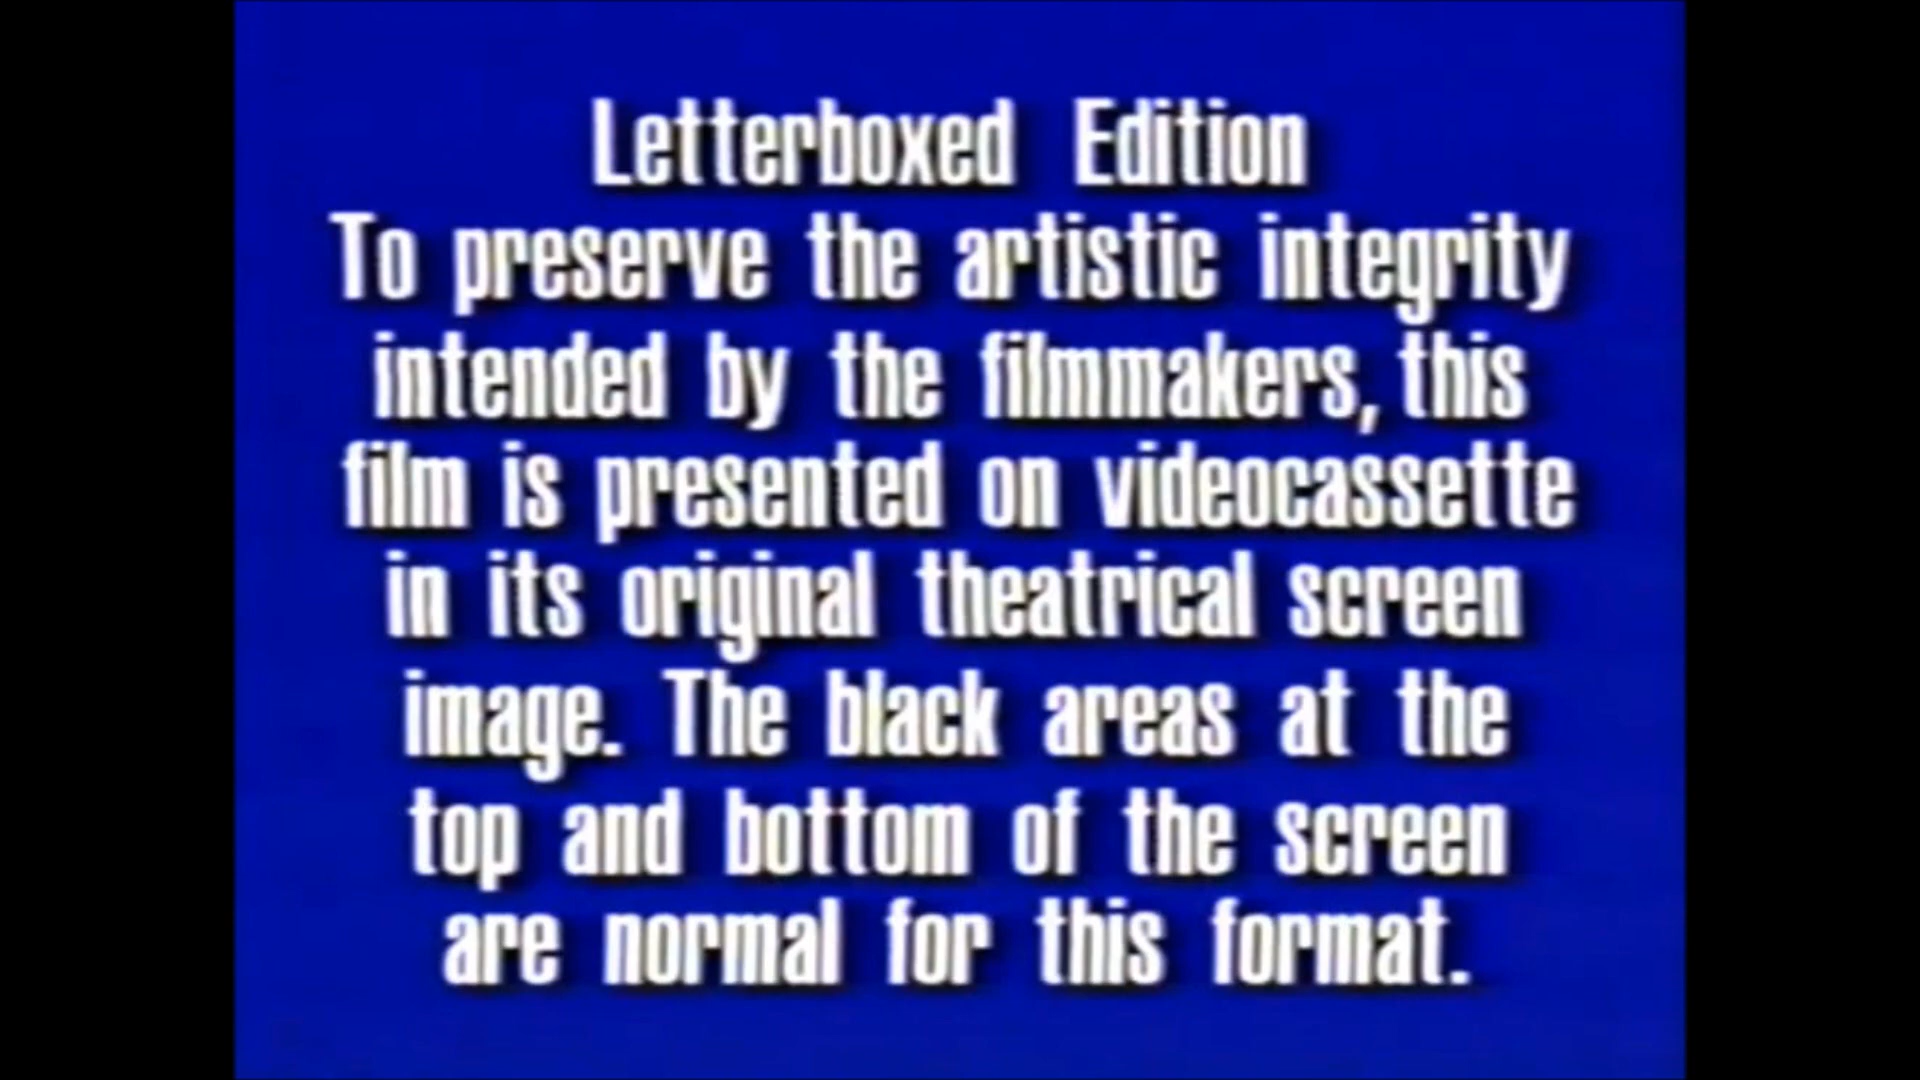 Letterboxed Edition
To preserve the artistic integrity
intended by the filmmakers, this
film is presented on videocassette
in its original theatrical screen
image. The black areas at the
top and bottom of the screen
are normal for this format.